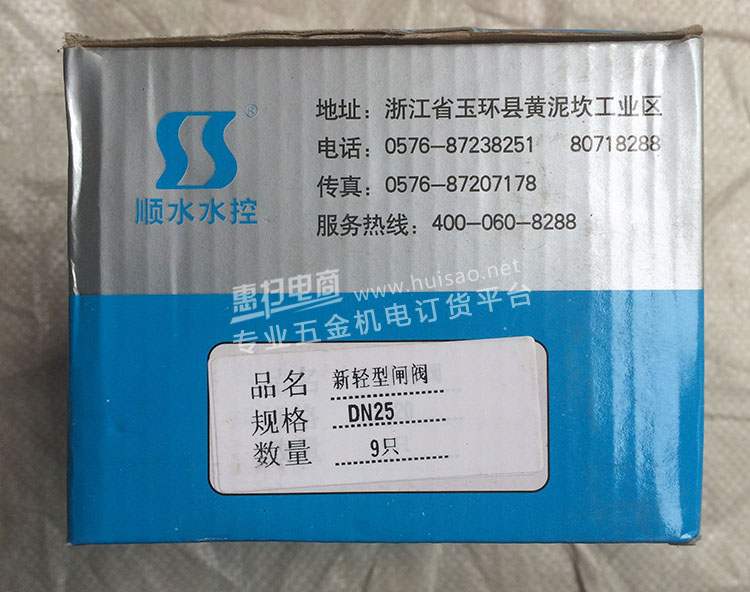 ®
顺水水控
地址：浙江省玉环县黄泥坎工业区
电话：0576-87238251 80718288
传真：0576-87207178
服务热线：400-060-8288
惠扫电商 www.huisao.net
专业五金机电订货平台
品名 新轻型闸阀
规格 DN25
数量 9只